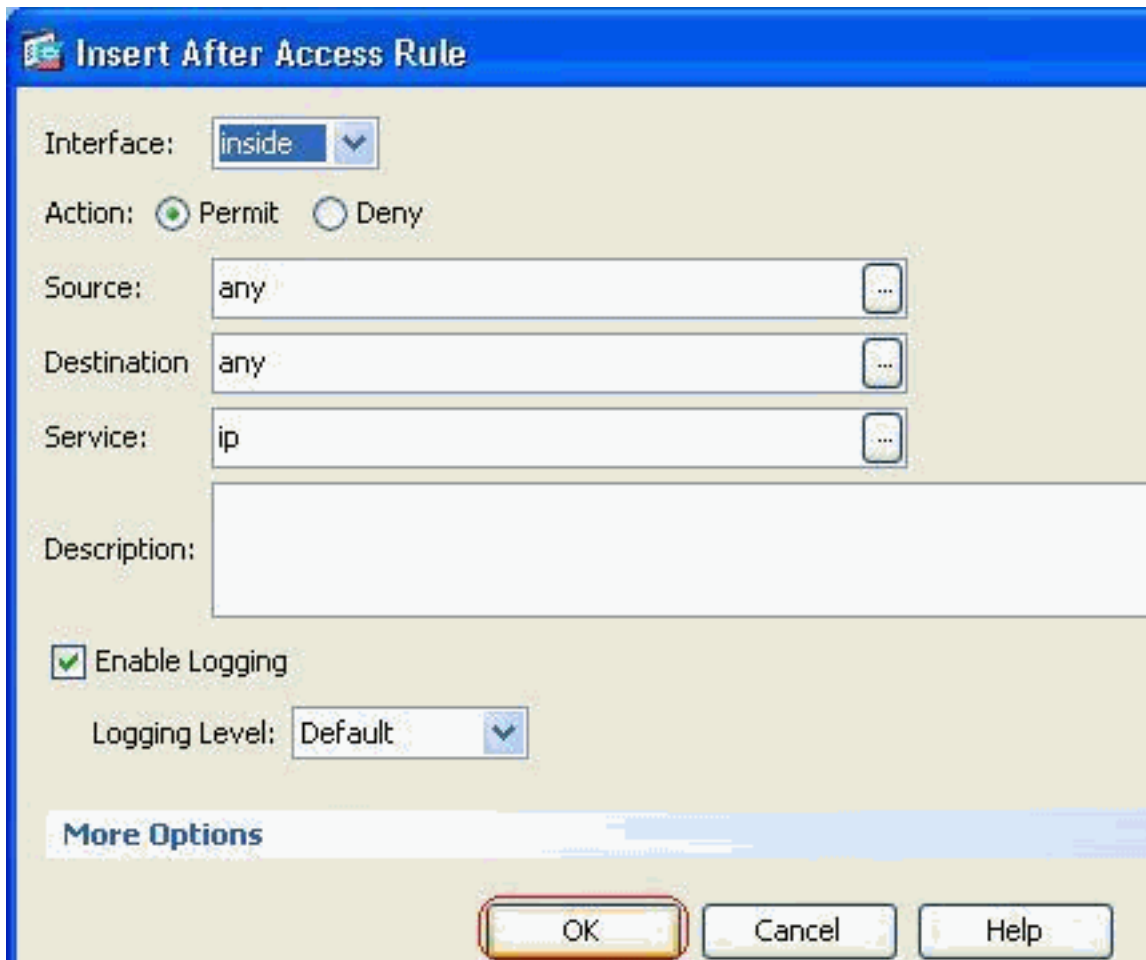 Insert After Access Rule
Interface: inside
Action: Permit Deny
Source: any ...
Destination any ...
Service: ip ...
Description:
Enable Logging
Logging Level: Default
More Options
OK Cancel Help